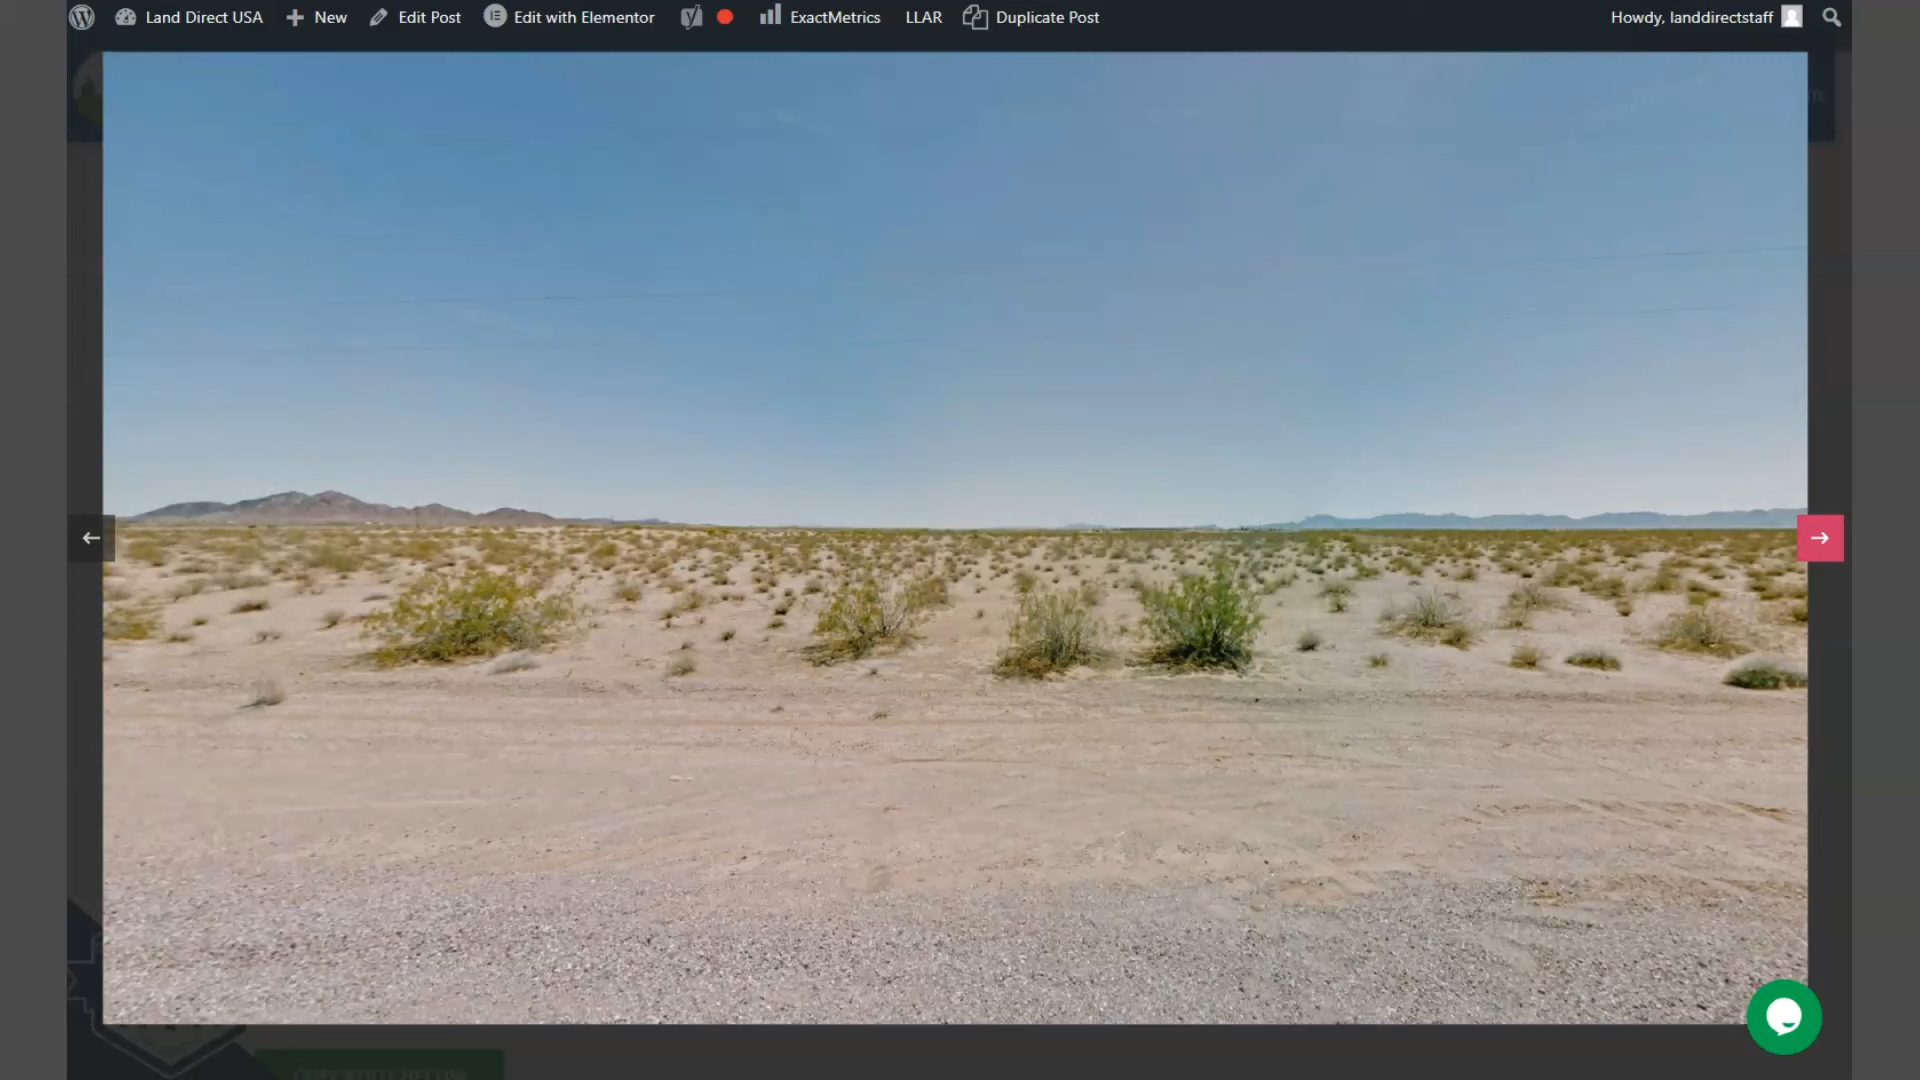 Land Direct USA New Edit Post Edit with Elementor ExactMetrics LLAR Duplicate Post Howdy, landdirectstaff